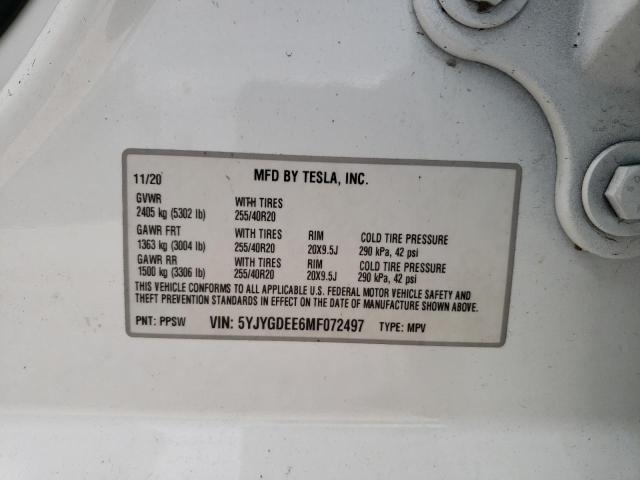 11/20 MFD BY TESLA, INC.
GVWR WITH TIRES
2405 kg (5302 lb) 255/40R20
GAWR FRT WITH TIRES RIM COLD TIRE PRESSURE
1363 kg (3004 lb) 255/40R20 20X9.5J 290 kPa, 42 psi
GAWR RR WITH TIRES RIM COLD TIRE PRESSURE
1500 kg (3306 lb) 255/40R20 20X9.5J 290 kPa, 42 psi
THIS VEHICLE CONFORMS TO ALL APPLICABLE U.S. FEDERAL MOTOR VEHICLE SAFETY AND
THEFT PREVENTION STANDARDS IN EFFECT ON THE DATE OF MANUFACTURE SHOWN ABOVE.
PNT: PPSW VIN: 5YJYGDEE6MF072497 TYPE: MPV